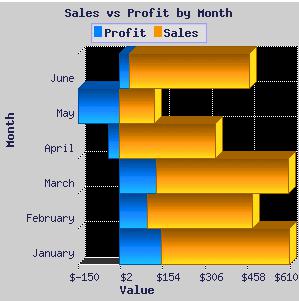 Sales vs Profit by Month
Profit Sales
June
May
April
March
February
January
Month
$-150 $2 $154 $306 $458 $610
Value